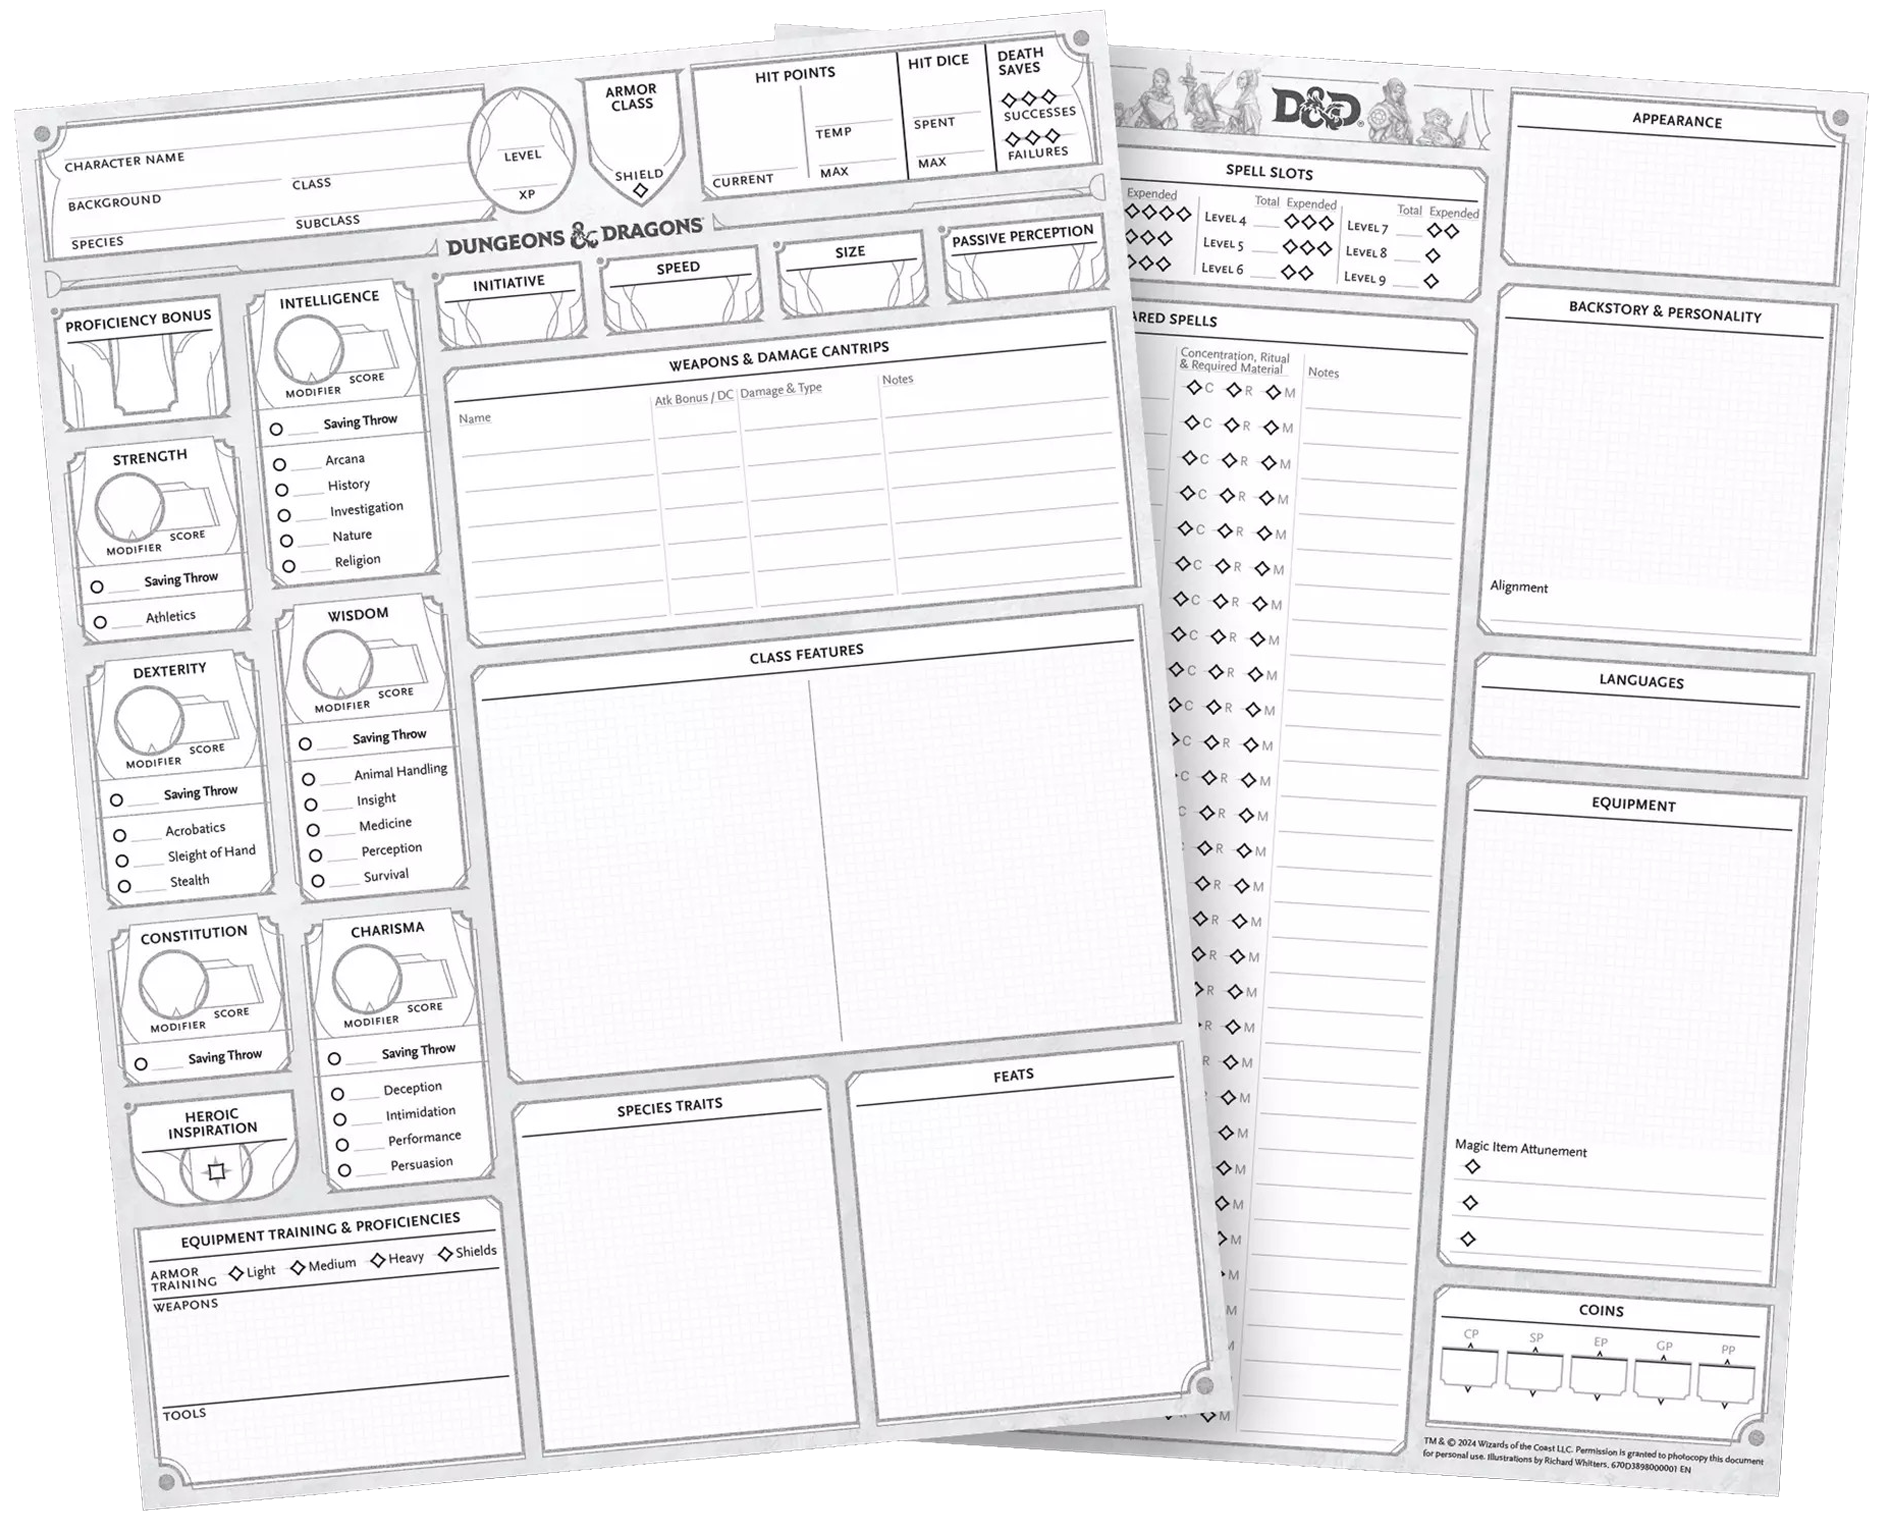 CHARACTER NAME
BACKGROUND
CLASS
SPECIES
SUBCLASS
LEVEL
XP
ARMOR
CLASS
SHIELD
HIT POINTS
CURRENT
TEMP
MAX
HIT DICE
SPENT
MAX
DEATH
SAVES
SUCCESSES
FAILURES
DUNGEONS & DRAGONS
PROFICIENCY BONUS
INITIATIVE
SPEED
SIZE
PASSIVE PERCEPTION
STRENGTH
MODIFIER
SCORE
Saving Throw
Athletics
DEXTERITY
MODIFIER
SCORE
Saving Throw
Acrobatics
Sleight of Hand
Stealth
CONSTITUTION
MODIFIER
SCORE
Saving Throw
HEROIC
INSPIRATION
INTELLIGENCE
MODIFIER
SCORE
Saving Throw
Arcana
History
Investigation
Nature
Religion
WISDOM
MODIFIER
SCORE
Saving Throw
Animal Handling
Insight
Medicine
Perception
Survival
CHARISMA
MODIFIER
SCORE
Saving Throw
Deception
Intimidation
Performance
Persuasion
EQUIPMENT TRAINING & PROFICIENCIES
ARMOR
TRAINING
Light Medium Heavy Shields
WEAPONS
TOOLS
WEAPONS & DAMAGE CANTRIPS
Name Atk Bonus / DC Damage & Type Notes
CLASS FEATURES
SPECIES TRAITS
FEATS
D&D
SPELL SLOTS
Expended
Total Expended
Total Expended
LEVEL 4
LEVEL 5
LEVEL 6
LEVEL 7
LEVEL 8
LEVEL 9
ARED SPELLS
Concentration, Ritual
& Required Material
Notes
C R M
C R M
C R M
C R M
C R M
C R M
C R M
C R M
C R M
C R M
C R M
C R M
C R M
R M
R M
R M
R M
R M
R M
R M
M
M
M
M
M
M
M
M
M
APPEARANCE
BACKSTORY & PERSONALITY
Alignment
LANGUAGES
EQUIPMENT
Magic Item Attunement
COINS
CP SP EP GP PP
TM & © 2024 Wizards of the Coast LLC. Permission is granted to photocopy this document
for personal use. Illustrations by Richard Whitters. 670D3898000001 EN